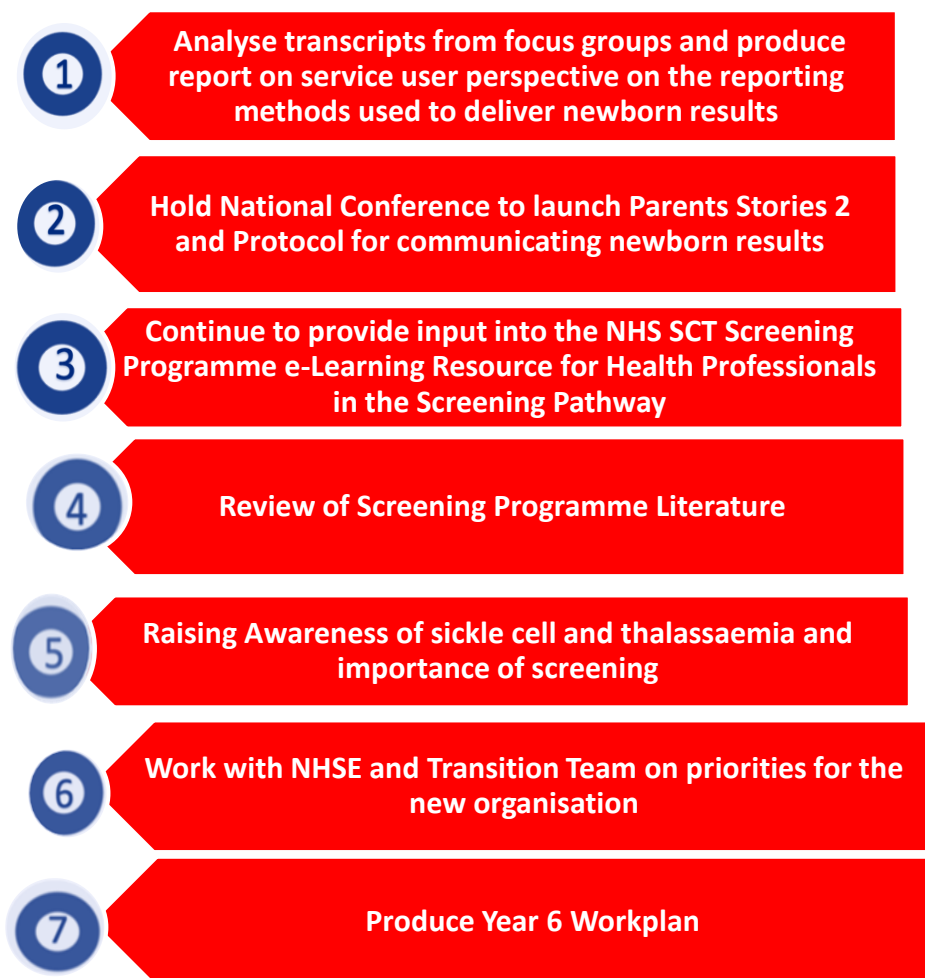 1
Analyse transcripts from focus groups and produce
report on service user perspective on the reporting
methods used to deliver newborn results
2
Hold National Conference to launch Parents Stories 2
and Protocol for communicating newborn results
3
Continue to provide input into the NHS SCT Screening
Programme e-Learning Resource for Health Professionals
in the Screening Pathway
4
Review of Screening Programme Literature
5
Raising Awareness of sickle cell and thalassaemia and
importance of screening
6
Work with NHSE and Transition Team on priorities for the
new organisation
7
Produce Year 6 Workplan